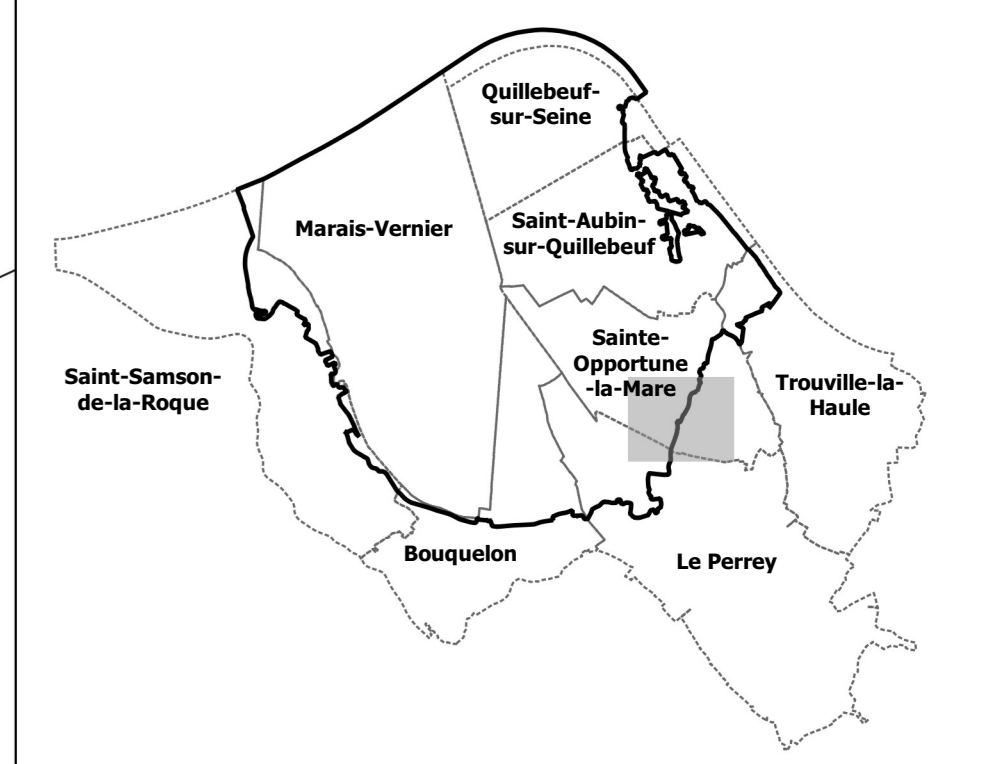 Quillebeuf-
sur-Seine
Marais-Vernier
Saint-Aubin-
sur-Quillebeuf
Sainte-
Opportune
-la-Mare
Saint-Samson-
de-la-Roque
Trouville-la-
Haule
Bouquelon
Le Perrey